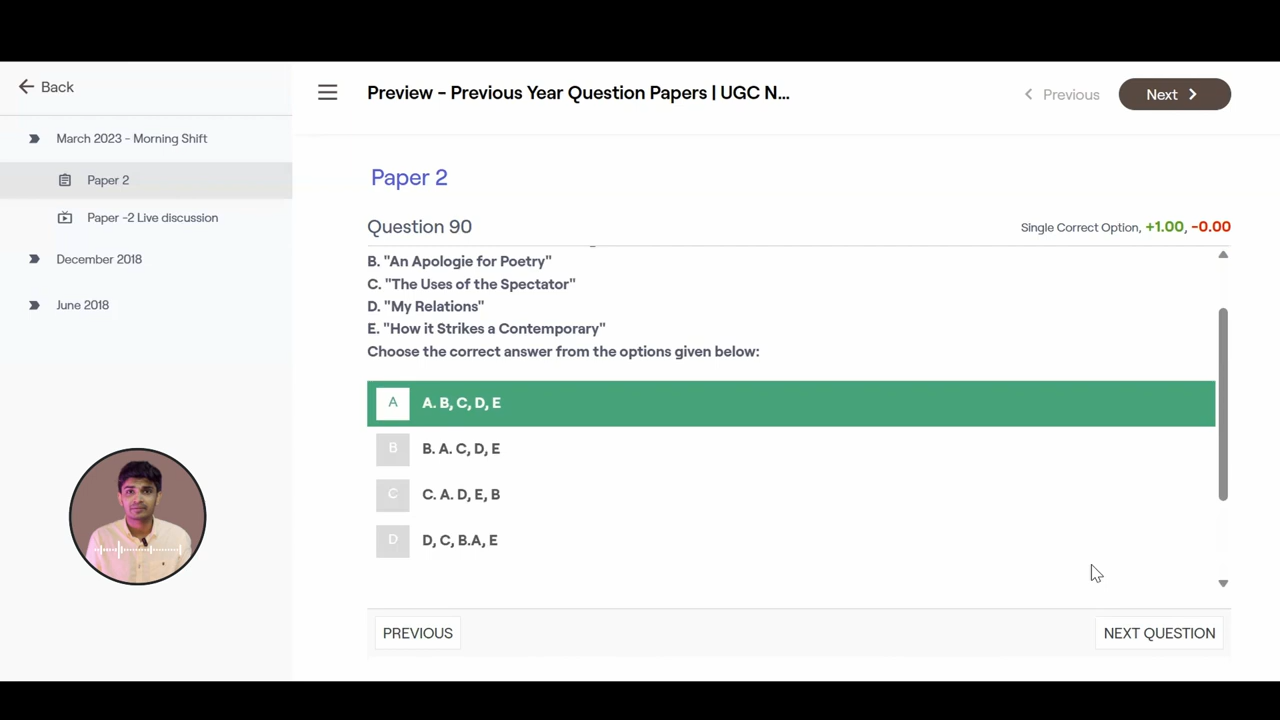 Back
Preview - Previous Year Question Papers | UGC N...
Previous
Next
March 2023 - Morning Shift
Paper 2
Paper -2 Live discussion
December 2018
June 2018
Paper 2
Question 90
Single Correct Option, +1.00, -0.00
B. "An Apologie for Poetry"
C. "The Uses of the Spectator"
D. "My Relations"
E. "How it Strikes a Contemporary"
Choose the correct answer from the options given below:
A A. B, C, D, E
B B. A. C, D, E
C C. A. D, E, B
D D, C, B.A, E
PREVIOUS
NEXT QUESTION